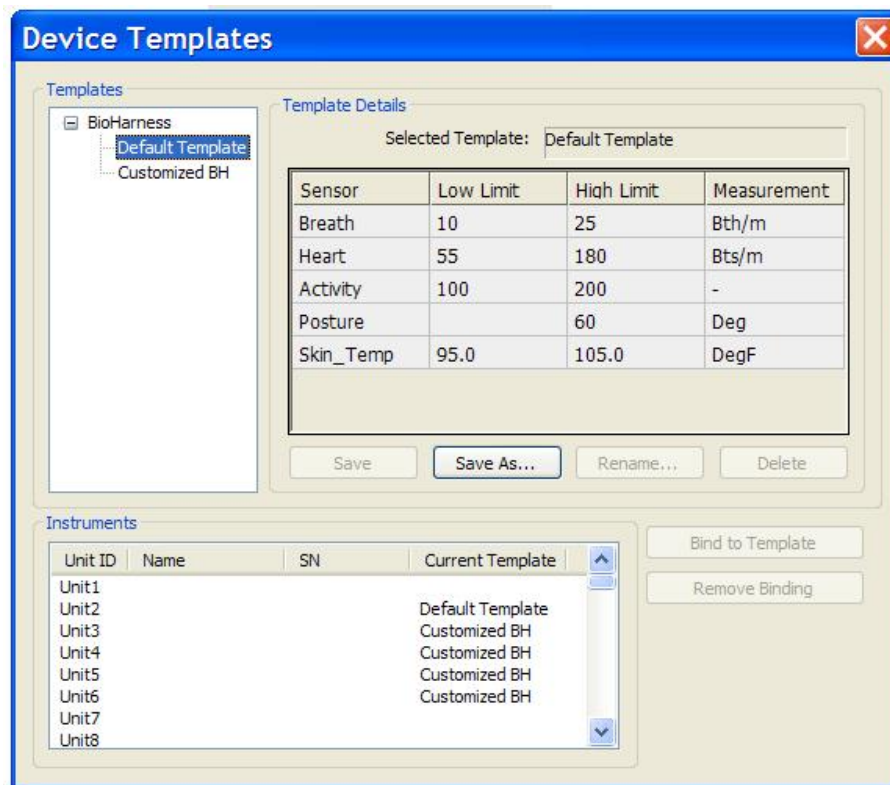 Device Templates
Templates
BioHarness
Default Template
Customized BH
Template Details
Selected Template: Default Template
Sensor Low Limit High Limit Measurement
Breath 10 25 Bth/m
Heart 55 180 Bts/m
Activity 100 200 -
Posture 60 Deg
Skin_Temp 95.0 105.0 DegF
Save Save As... Rename... Delete
Instruments
Unit ID Name SN Current Template
Unit1
Unit2 Default Template
Unit3 Customized BH
Unit4 Customized BH
Unit5 Customized BH
Unit6 Customized BH
Unit7
Unit8
Bind to Template
Remove Binding